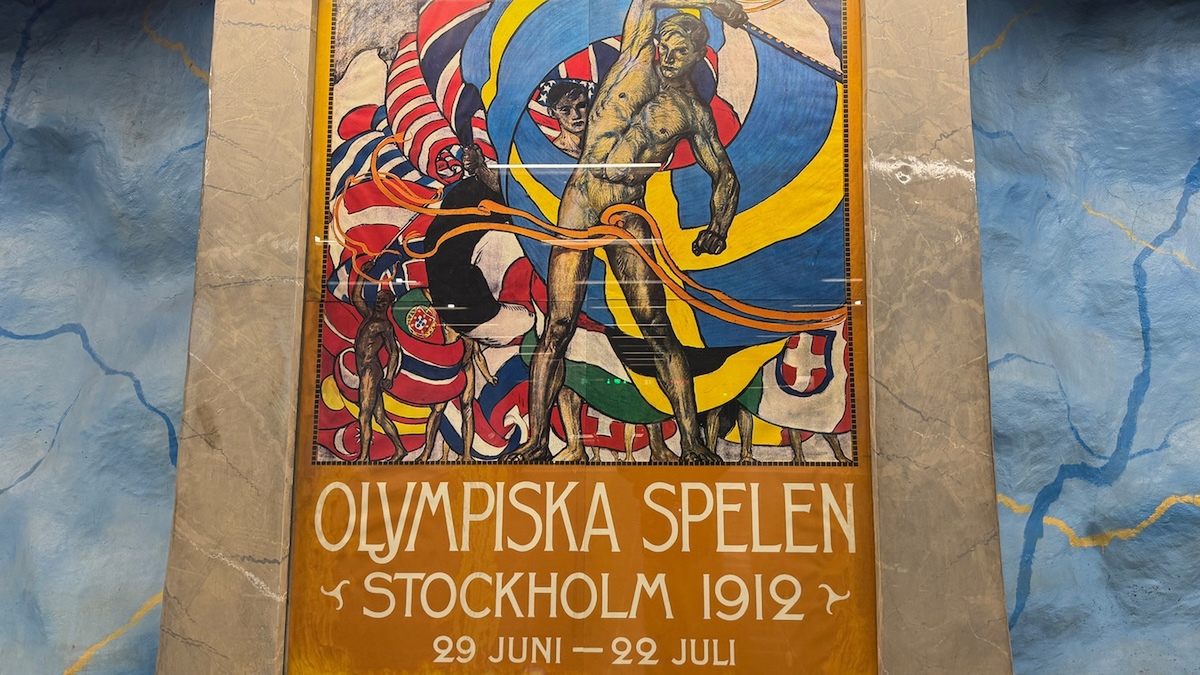 OLYMPISKA SPELEN
STOCKHOLM 1912
29 JUNI — 22 JULI